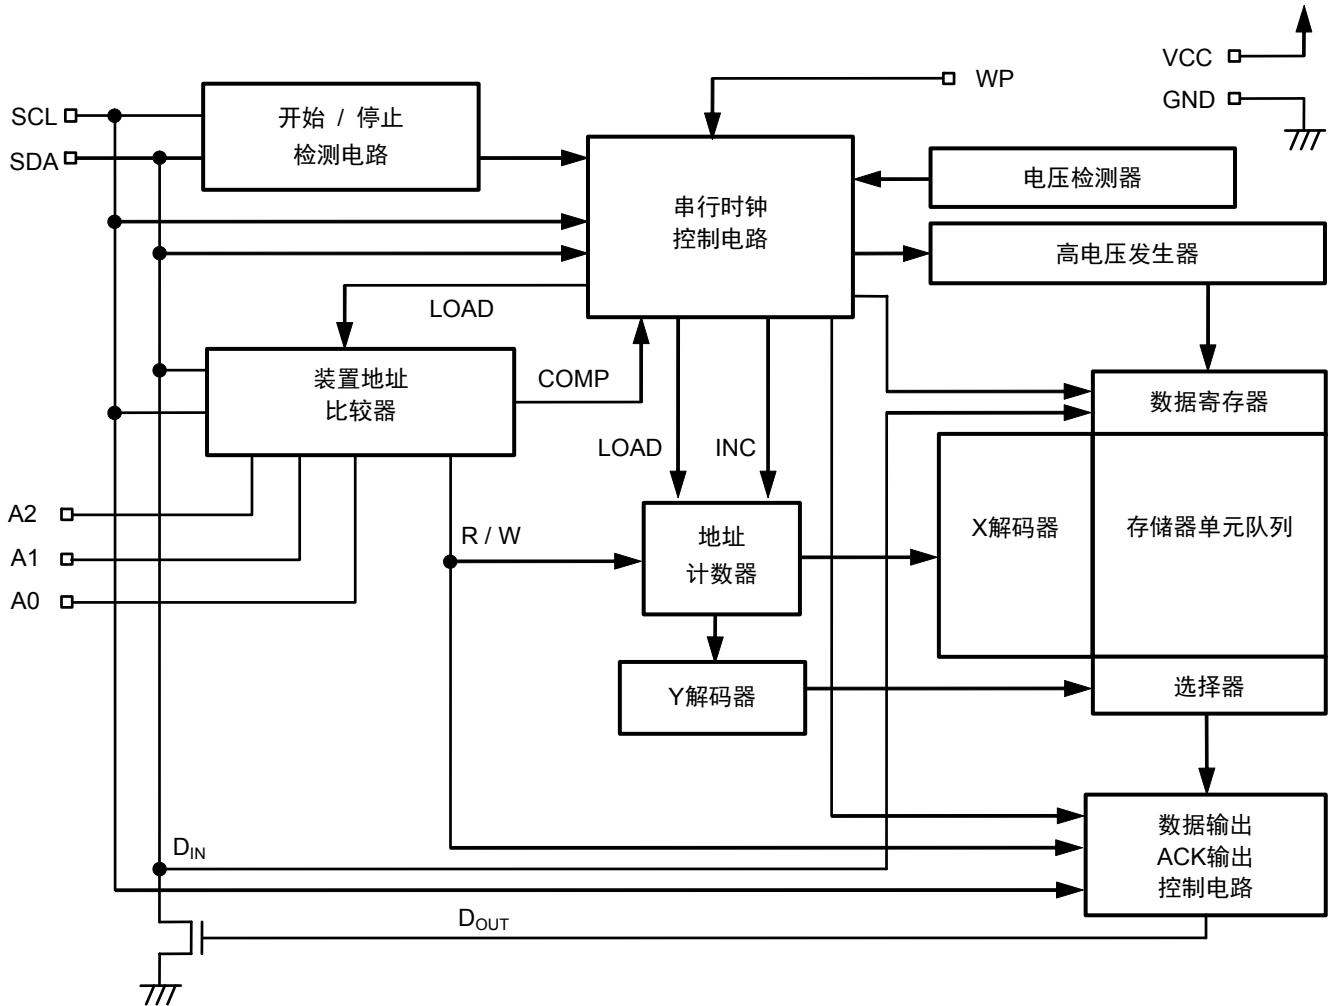 VCC
WP
GND
SCL
开始 / 停止
检测电路
SDA
电压检测器
串行时钟
控制电路
高电压发生器
LOAD
装置地址
比较器
COMP
数据寄存器
LOAD
INC
A2
R / W
地址
计数器
X解码器
存储器单元队列
A1
A0
Y解码器
选择器
数据输出
ACK输出
控制电路
DIN
DOUT